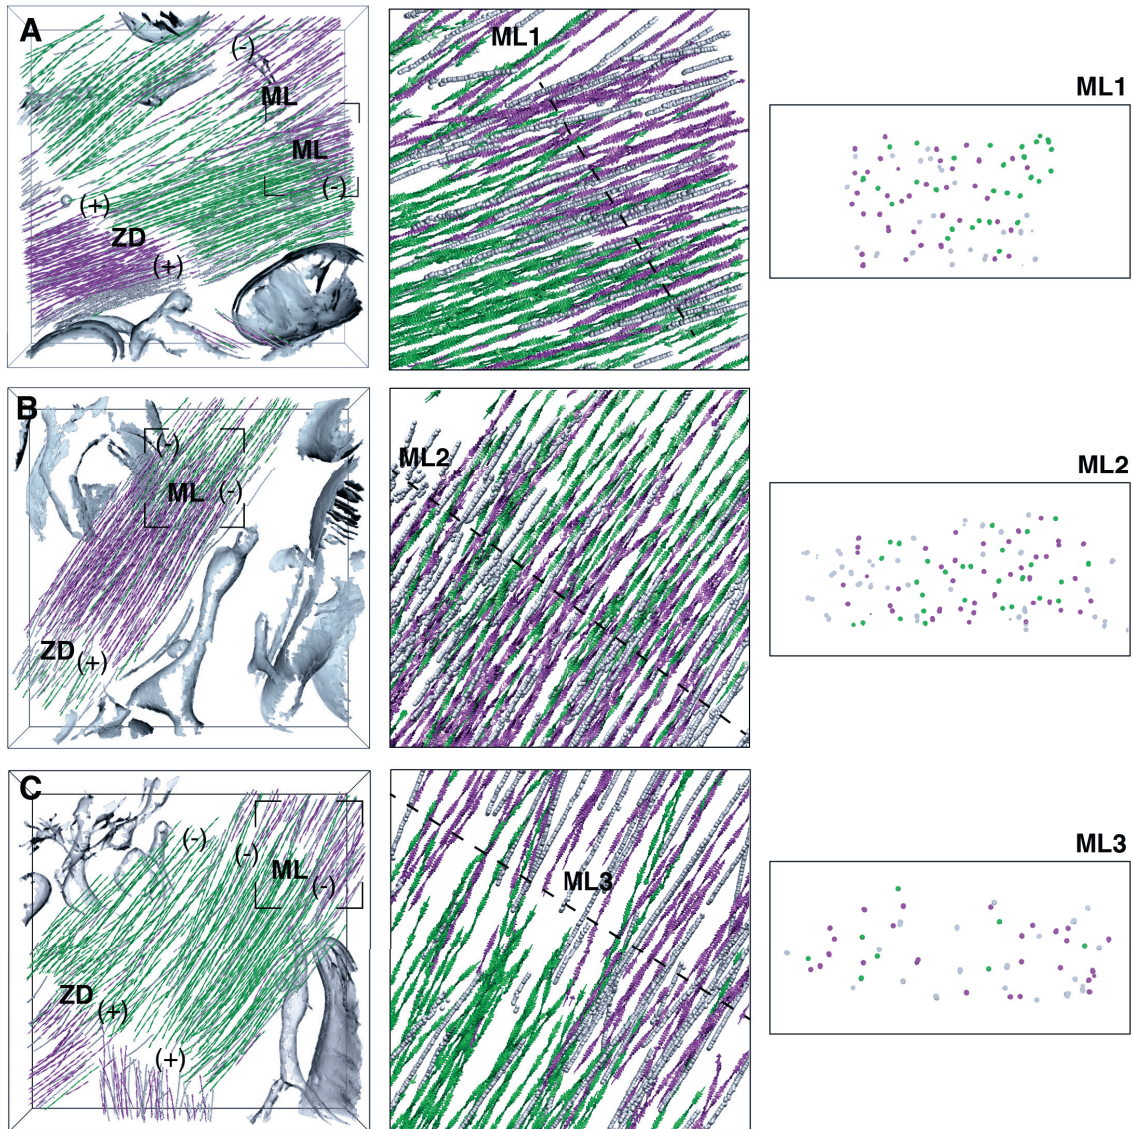 A
(-)
ML
ML
(-)
(+)
ZD
(+)
ML1
ML1
B
(-)
ML
(-)
ZD
(+)
ML2
ML2
C
(-)
(-)
ML
(-)
ZD
(+)
(+)
ML3
ML3